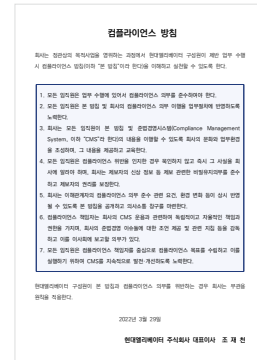 컴플라이언스 방침
회사는 정관상의 목적사업을 영위하는 과정에서 현대엘리베이터 구성원이 제반 업무 수행
시 컴플라이언스 방침(이하 "본 방침"이라 한다)을 이해하고 실천할 수 있도록 한다.
1. 모든 임직원은 업무 수행에 있어서 컴플라이언스 의무를 준수하여야 한다.
2. 모든 임직원은 본 방침 및 회사의 컴플라이언스 의무 이행을 업무절차에 반영하도록
노력한다.
3. 회사는 모든 임직원이 본 방침 및 준법경영시스템(Compliance Management
System, 이하 "CMS"라 한다)의 내용을 이행할 수 있도록 회사의 문화와 업무환경
을 조성하며, 그 내용을 제공하고 교육한다.
4. 모든 임직원은 컴플라이언스 위반을 인지한 경우 묵인하지 않고 즉시 그 사실을 회
사에 알려야 하며, 회사는 제보자의 신상 정보 등 제보 관련한 비밀유지의무를 준수
하고 제보자의 권리를 보장한다.
5. 회사는 이해관계자의 컴플라이언스 의무 준수 관련 요건, 환경 변화 등이 상시 반영
될 수 있도록 본 방침을 공개하고 의사소통 창구를 마련한다.
6. 컴플라이언스 책임자는 회사의 CMS 운용과 관련하여 독립적이고 자율적인 책임과
권한을 가지며, 회사의 준법경영 이슈들에 대한 조언 제공 및 관련 지침 등을 감독
하고 이를 이사회에 보고할 의무가 있다.
7. 모든 임직원은 컴플라이언스 책임자를 중심으로 컴플라이언스 목표를 수립하고 이를
실행하기 위하여 CMS를 지속적으로 발전·개선하도록 노력한다.
현대엘리베이터 구성원이 본 방침과 컴플라이언스 의무를 위반하는 경우 회사는 무관용
원칙을 적용한다.
2022년 3월 29일
현대엘리베이터 주식회사 대표이사 조 재 천